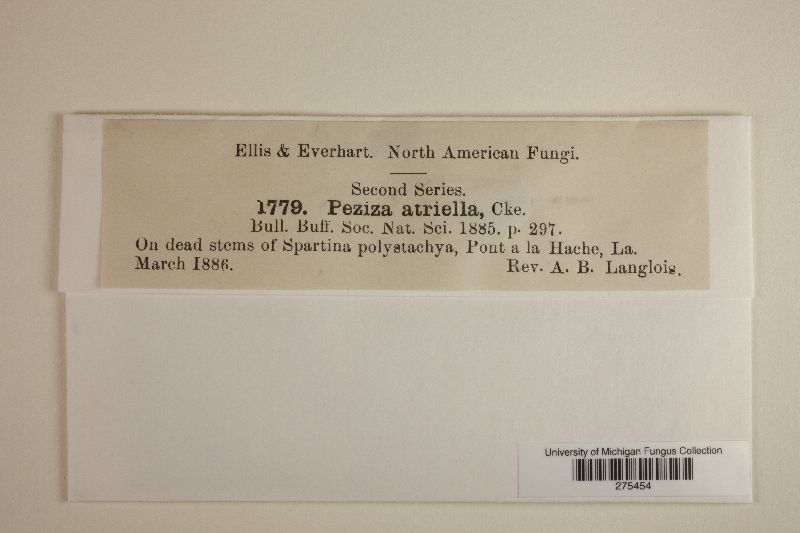 Ellis & Everhart. North American Fungi.
Second Series.
1779. Peziza atriella, Cke.
Bull. Buff. Soc. Nat. Sci. 1885. p. 297.
On dead stems of Spartina polystachya, Pont a la Hache, La.
March 1886. Rev. A. B. Langlois.
University of Michigan Fungus Collection
275454